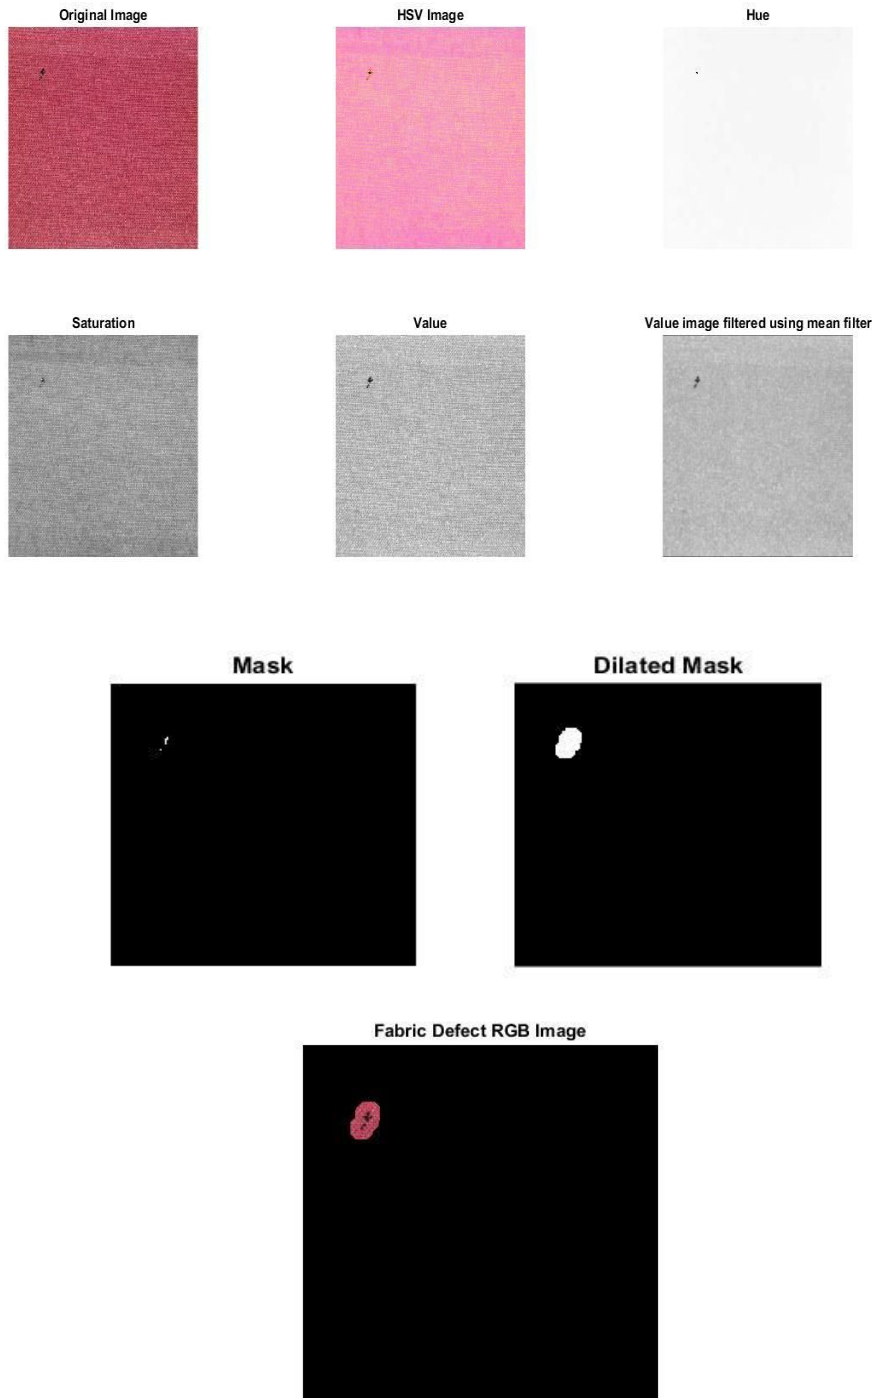 Original Image
HSV Image
Hue
Saturation
Value
Value image filtered using mean filter
Mask
Dilated Mask
Fabric Defect RGB Image